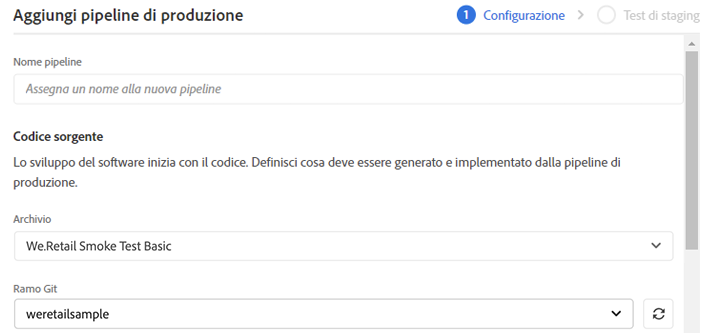 Aggiungi pipeline di produzione
1 Configurazione
Test di staging
Nome pipeline
Assegna un nome alla nuova pipeline
Codice sorgente
Lo sviluppo del software inizia con il codice. Definisci cosa deve essere generato e implementato dalla pipeline di
produzione.
Archivio
We.Retail Smoke Test Basic
Ramo Git
weretailsample